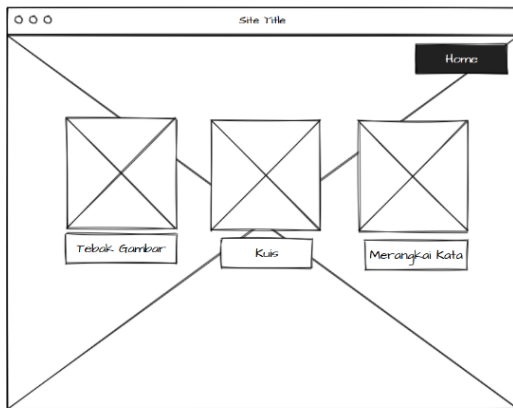 Site Title
Home
Tebak Gambar
Kuis
Merangkai Kata